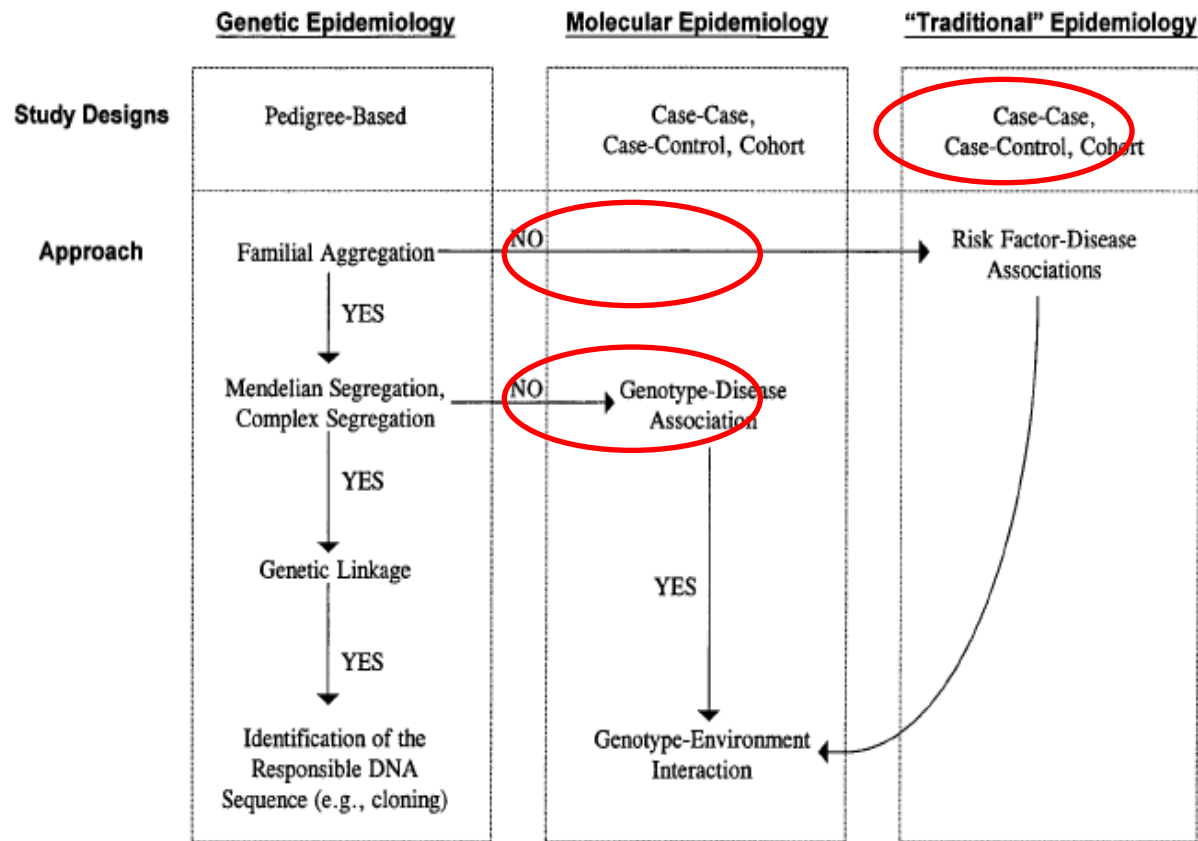 Genetic Epidemiology
Molecular Epidemiology
“Traditional” Epidemiology
Study Designs
Pedigree-Based
Case-Case,
Case-Control, Cohort
Case-Case,
Case-Control, Cohort
Approach
Familial Aggregation
NO
Risk Factor-Disease
Associations
YES
Mendelian Segregation,
Complex Segregation
NO
Genotype-Disease
Association
YES
Genetic Linkage
YES
YES
Identification of the
Responsible DNA
Sequence (e.g., cloning)
Genotype-Environment
Interaction